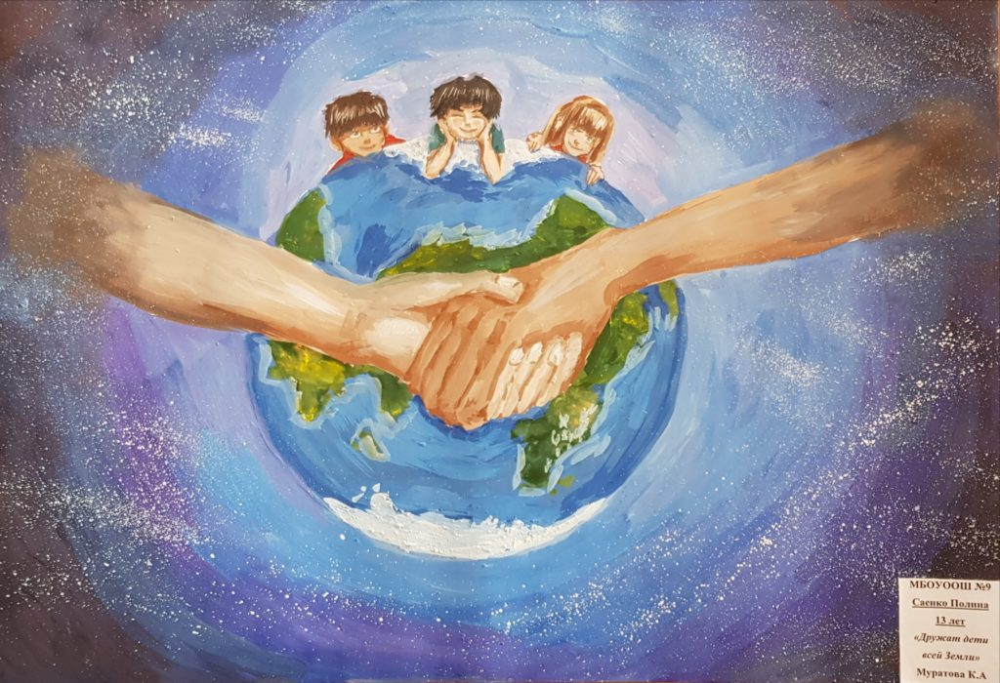 МБОУООШ №9
Саенко Полина
13 лет
«Дружат дети
всей Земли»
Муратова К.А